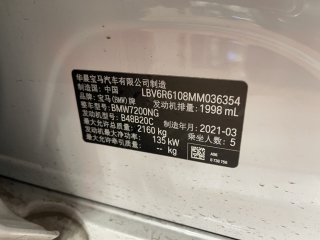 华晨宝马汽车有限公司制造
制造国: 中国 LBV6R6108MM036354
品牌: 宝马(BMW)牌 发动机排量: 1998 mL
整车型号: BMW7200NG
发动机型号: B48B20C 制造年月: 2021-03
最大允许总质量: 2160 kg 乘坐人数: 5
发动机最大净功率: 135 kW
最大允许牵引质量: -- kg